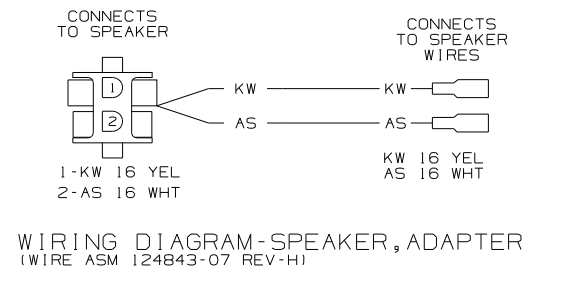 CONNECTS
TO SPEAKER
CONNECTS
TO SPEAKER
WIRES
1
KW
KW
2
AS
AS
1-KW 16 YEL
2-AS 16 WHT
KW 16 YEL
AS 16 WHT
WIRING DIAGRAM-SPEAKER,ADAPTER
(WIRE ASM 124843-07 REV-H)